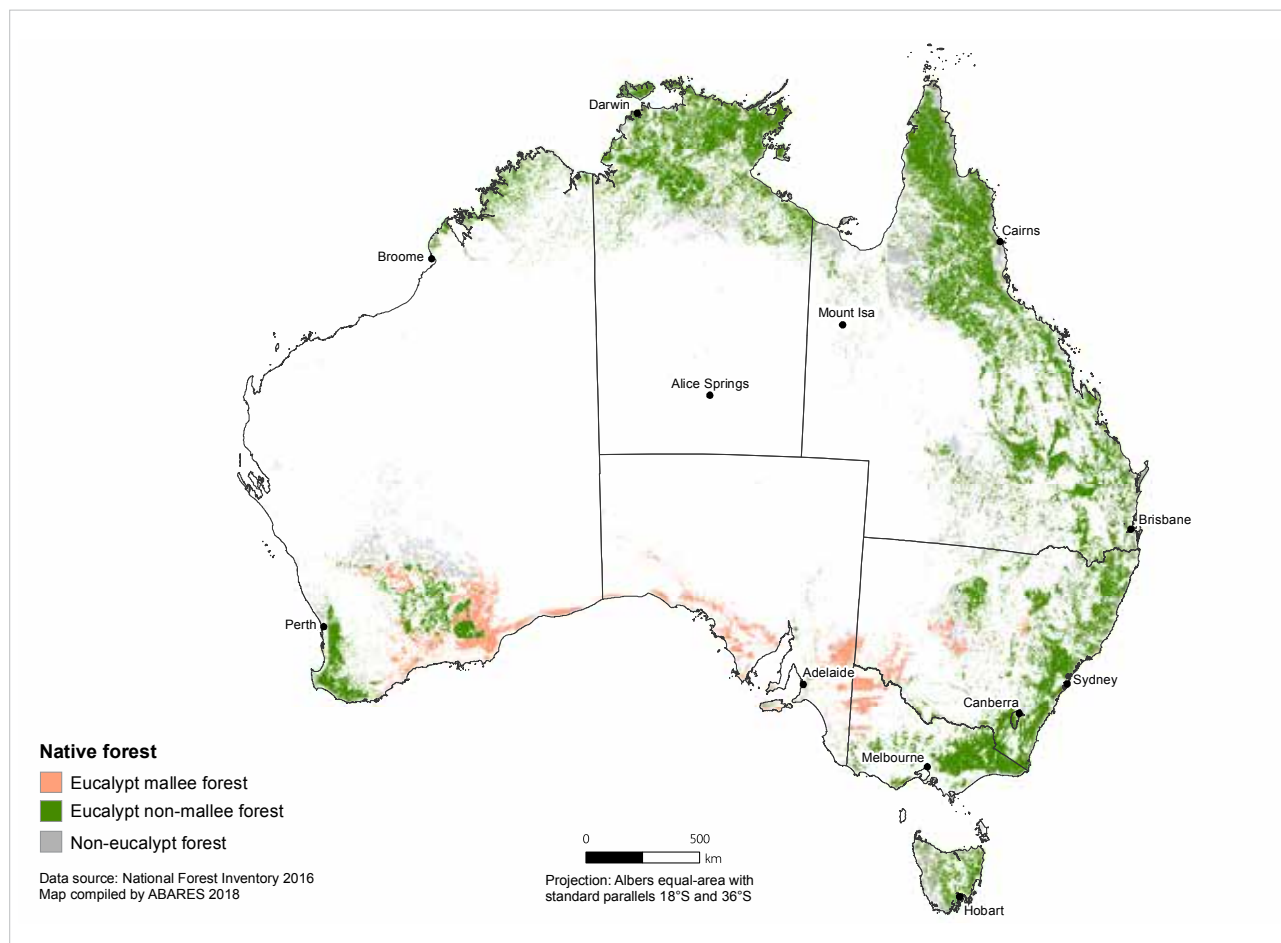 Darwin
Cairns
Broome
Mount Isa
Alice Springs
Brisbane
Perth
Adelaide
Sydney
Canberra
Melbourne
Hobart
Native forest
Eucalypt mallee forest
Eucalypt non-mallee forest
Non-eucalypt forest
Data source: National Forest Inventory 2016
Map compiled by ABARES 2018
0 500
km
Projection: Albers equal-area with
standard parallels 18°S and 36°S